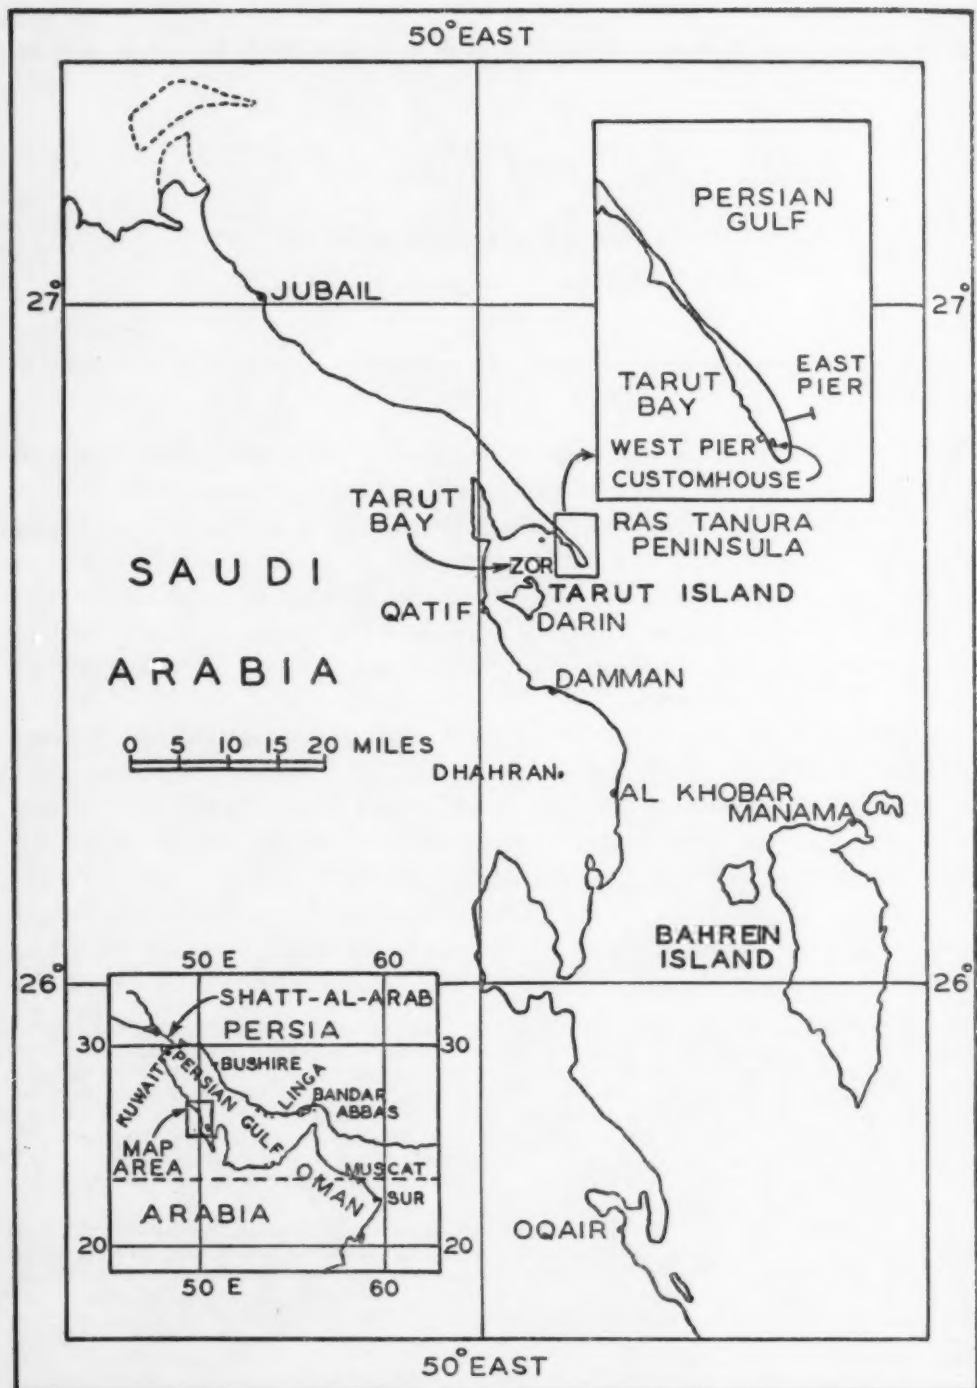 50° EAST
27°
27°
JUBAIL
PERSIAN
GULF
EAST
PIER
TARUT
BAY
WEST PIER
CUSTOMHOUSE
TARUT
BAY
RAS TANURA
PENINSULA
ZOR
TARUT ISLAND
DARIN
QATIF
SAUDI
ARABIA
DAMMAN
0 5 10 15 20 MILES
DHAHRAN
AL KHOBAR
MANAMA
BAHREIN
ISLAND
26°
26°
50 E 60
SHATT-AL-ARAB
PERSIA
30 30
BUSHIRE
KUWAIT
PERSIAN GULF
LINGA
BANDAR
ABBAS
MAP
AREA
MUSCAT
OMAN
SUR
ARABIA
20 20
50 E 60
OQAIR
50° EAST